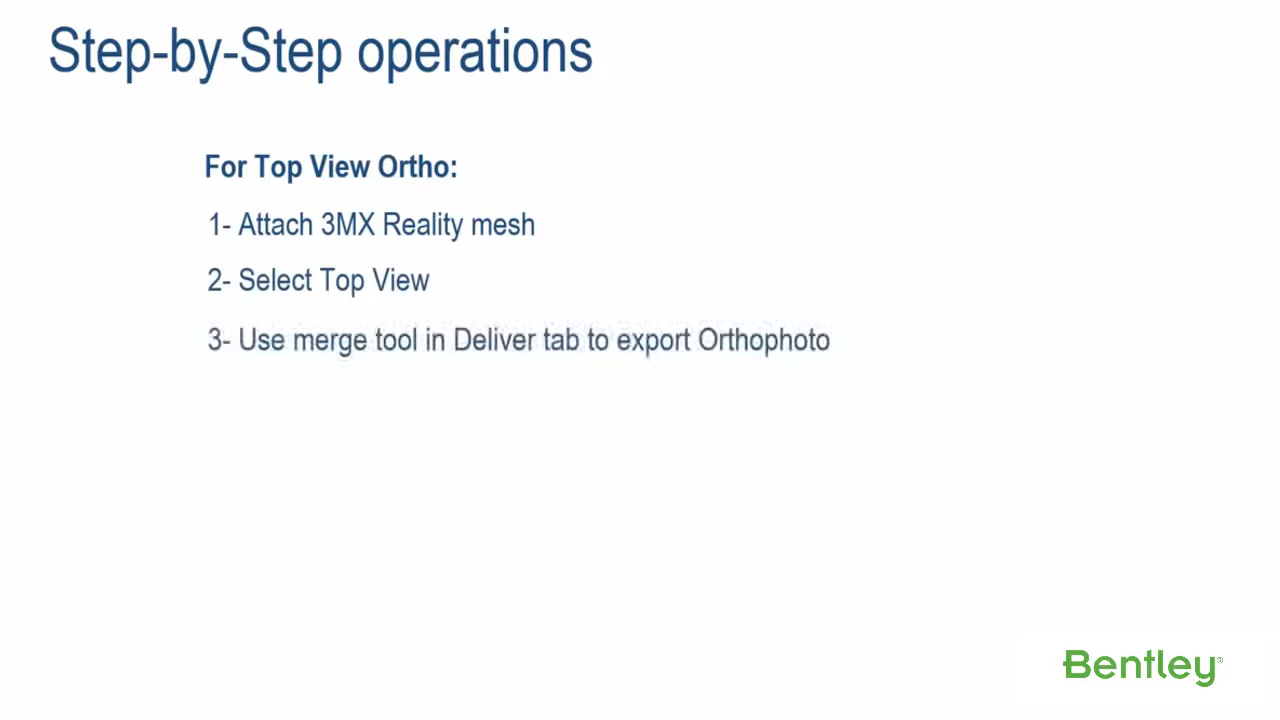 Step-by-Step operations
For Top View Ortho:
1- Attach 3MX Reality mesh
2- Select Top View
3- Use merge tool in Deliver tab to export Orthophoto
Bentley®